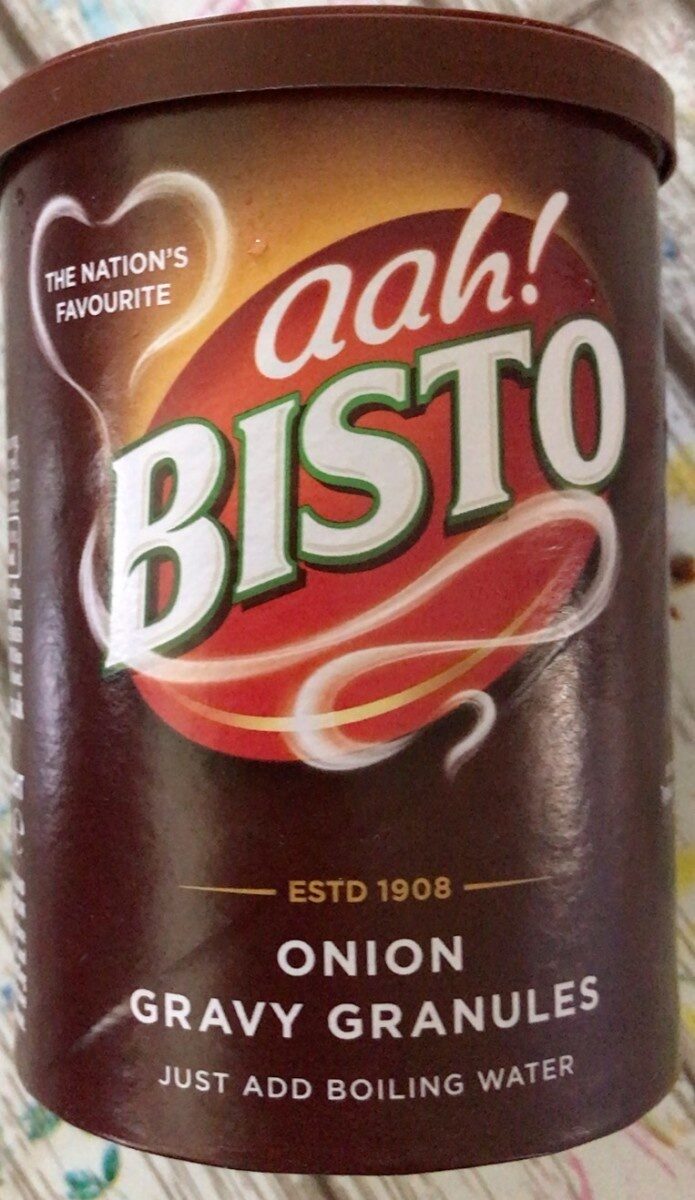 THE NATION'S
FAVOURITE
aah!
BISTO
ESTD 1908
ONION
GRAVY GRANULES
JUST ADD BOILING WATER